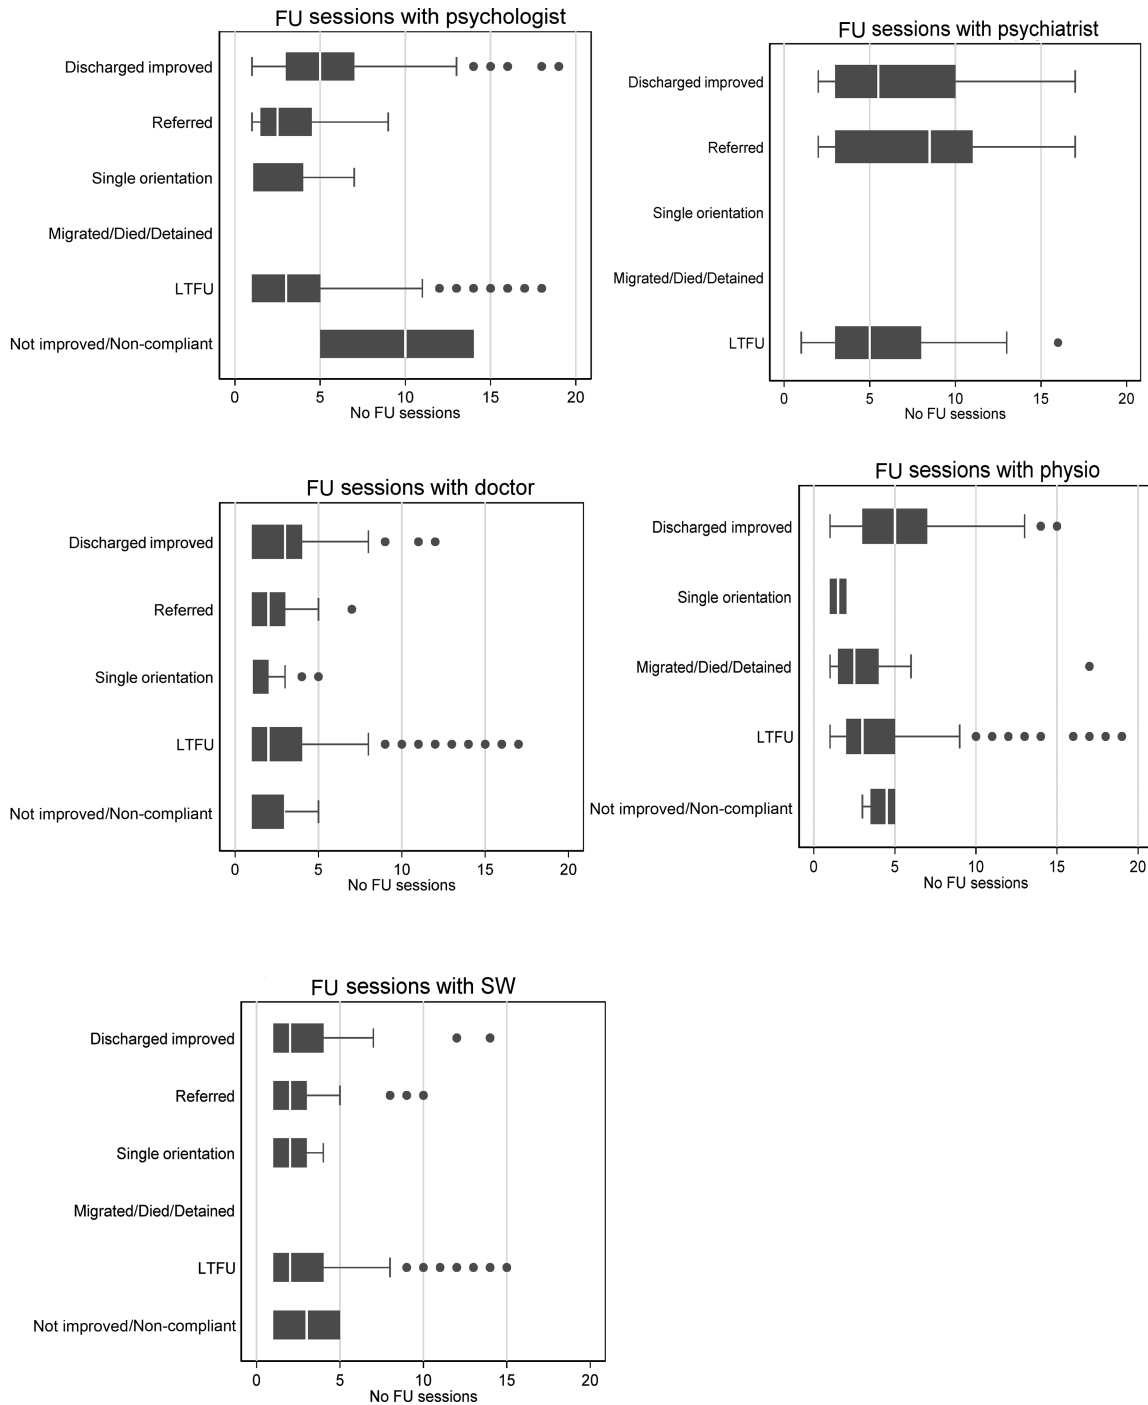 FU sessions with psychologist
Discharged improved
Referred
Single orientation
Migrated/Died/Detained
LTFU
Not improved/Non-compliant
0 5 10 15 20
No FU sessions
FU sessions with psychiatrist
Discharged improved
Referred
Single orientation
Migrated/Died/Detained
LTFU
0 5 10 15 20
No FU sessions
FU sessions with doctor
Discharged improved
Referred
Single orientation
LTFU
Not improved/Non-compliant
0 5 10 15 20
No FU sessions
FU sessions with physio
Discharged improved
Single orientation
Migrated/Died/Detained
LTFU
Not improved/Non-compliant
0 5 10 15 20
No FU sessions
FU sessions with SW
Discharged improved
Referred
Single orientation
Migrated/Died/Detained
LTFU
Not improved/Non-compliant
0 5 10 15 20
No FU sessions